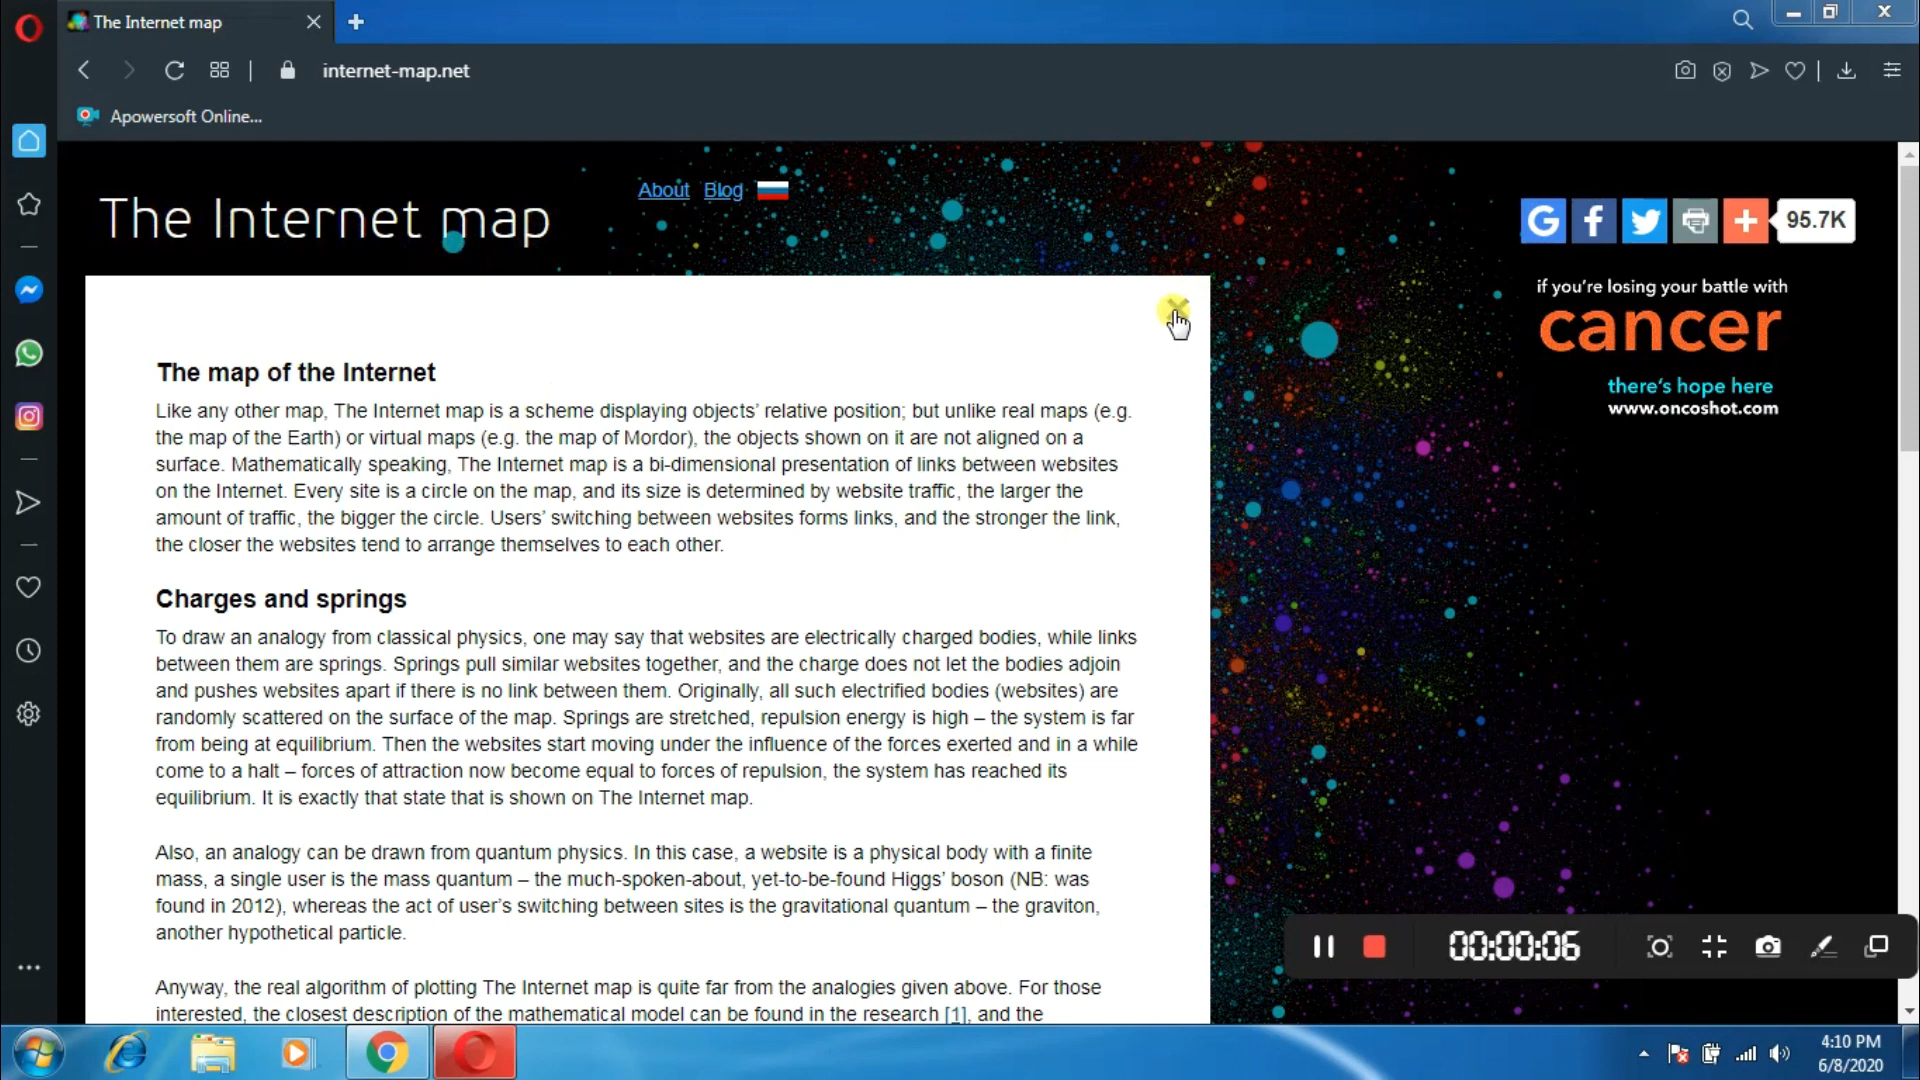 The Internet map
internet-map.net
Apowersoft Online...
The Internet map
About Blog
95.7K
if you're losing your battle with
cancer
there's hope here
www.oncoshot.com
The map of the Internet
Like any other map, The Internet map is a scheme displaying objects’ relative position; but unlike real maps (e.g.
the map of the Earth) or virtual maps (e.g. the map of Mordor), the objects shown on it are not aligned on a
surface. Mathematically speaking, The Internet map is a bi-dimensional presentation of links between websites
on the Internet. Every site is a circle on the map, and its size is determined by website traffic, the larger the
amount of traffic, the bigger the circle. Users’ switching between websites forms links, and the stronger the link,
the closer the websites tend to arrange themselves to each other.
Charges and springs
To draw an analogy from classical physics, one may say that websites are electrically charged bodies, while links
between them are springs. Springs pull similar websites together, and the charge does not let the bodies adjoin
and pushes websites apart if there is no link between them. Originally, all such electrified bodies (websites) are
randomly scattered on the surface of the map. Springs are stretched, repulsion energy is high – the system is far
from being at equilibrium. Then the websites start moving under the influence of the forces exerted and in a while
come to a halt – forces of attraction now become equal to forces of repulsion, the system has reached its
equilibrium. It is exactly that state that is shown on The Internet map.
Also, an analogy can be drawn from quantum physics. In this case, a website is a physical body with a finite
mass, a single user is the mass quantum – the much-spoken-about, yet-to-be-found Higgs’ boson (NB: was
found in 2012), whereas the act of user’s switching between sites is the gravitational quantum – the graviton,
another hypothetical particle.
Anyway, the real algorithm of plotting The Internet map is quite far from the analogies given above. For those
interested, the closest description of the mathematical model can be found in the research [1], and the
00:00:06
4:10 PM
6/8/2020